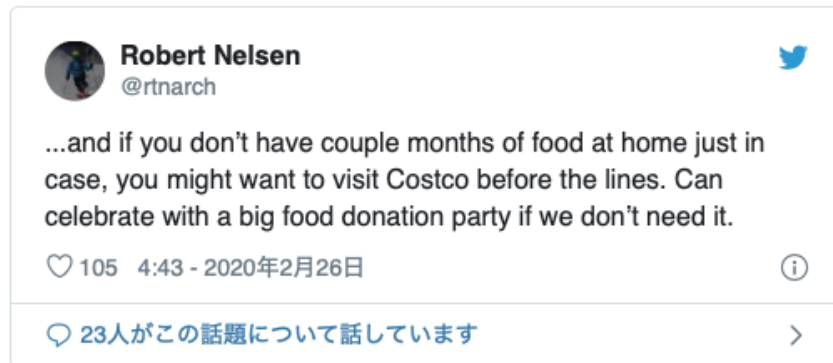 Robert Nelsen
@rtnarch
...and if you don't have couple months of food at home just in
case, you might want to visit Costco before the lines. Can
celebrate with a big food donation party if we don't need it.
105 4:43 - 2020年2月26日
23人がこの話題について話しています